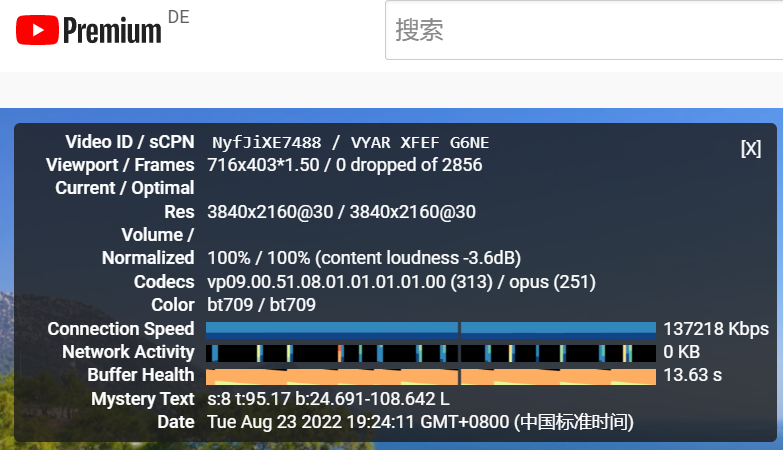 Premium DE
搜索
Video ID / sCPN NyfJiXE7488 / VYAR XFEF G6NE
[X]
Viewport / Frames 716x403*1.50 / 0 dropped of 2856
Current / Optimal
Res 3840x2160@30 / 3840x2160@30
Volume /
Normalized 100% / 100% (content loudness -3.6dB)
Codecs vp09.00.51.08.01.01.01.01.00 (313) / opus (251)
Color bt709 / bt709
Connection Speed 137218 Kbps
Network Activity 0 KB
Buffer Health 13.63 s
Mystery Text s:8 t:95.17 b:24.691-108.642 L
Date Tue Aug 23 2022 19:24:11 GMT+0800 (中国标准时间)